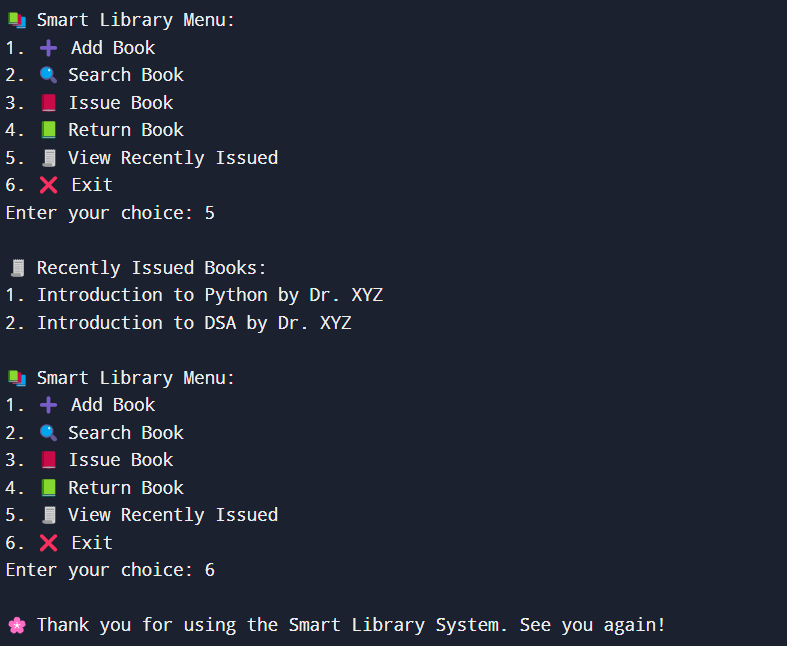 📚 Smart Library Menu:
1. ➕ Add Book
2. 🔍 Search Book
3. 📕 Issue Book
4. 📗 Return Book
5. 🧾 View Recently Issued
6. ❌ Exit
Enter your choice: 5
🧾 Recently Issued Books:
1. Introduction to Python by Dr. XYZ
2. Introduction to DSA by Dr. XYZ
📚 Smart Library Menu:
1. ➕ Add Book
2. 🔍 Search Book
3. 📕 Issue Book
4. 📗 Return Book
5. 🧾 View Recently Issued
6. ❌ Exit
Enter your choice: 6
🌸 Thank you for using the Smart Library System. See you again!